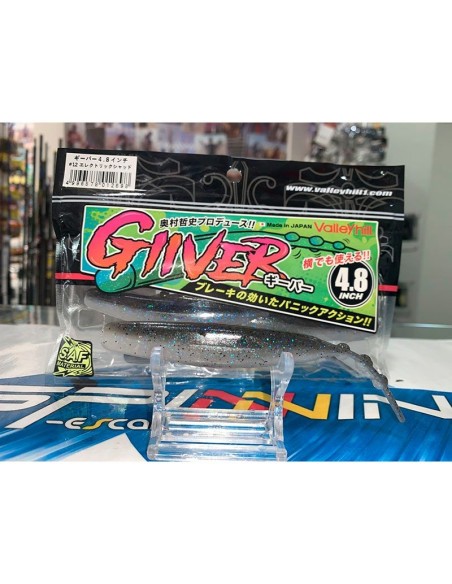 ギーバー4.8インチ
#12 エレクトリックシャッド
www.valleyhill1.com
奥村哲史プロデュース!!
Made in JAPAN Valleyhill
GIIVER
ギーバー
横でも使える!!
4.8
INCH
ブレーキの効いたパニックアクション!!
SAF
MATERIAL